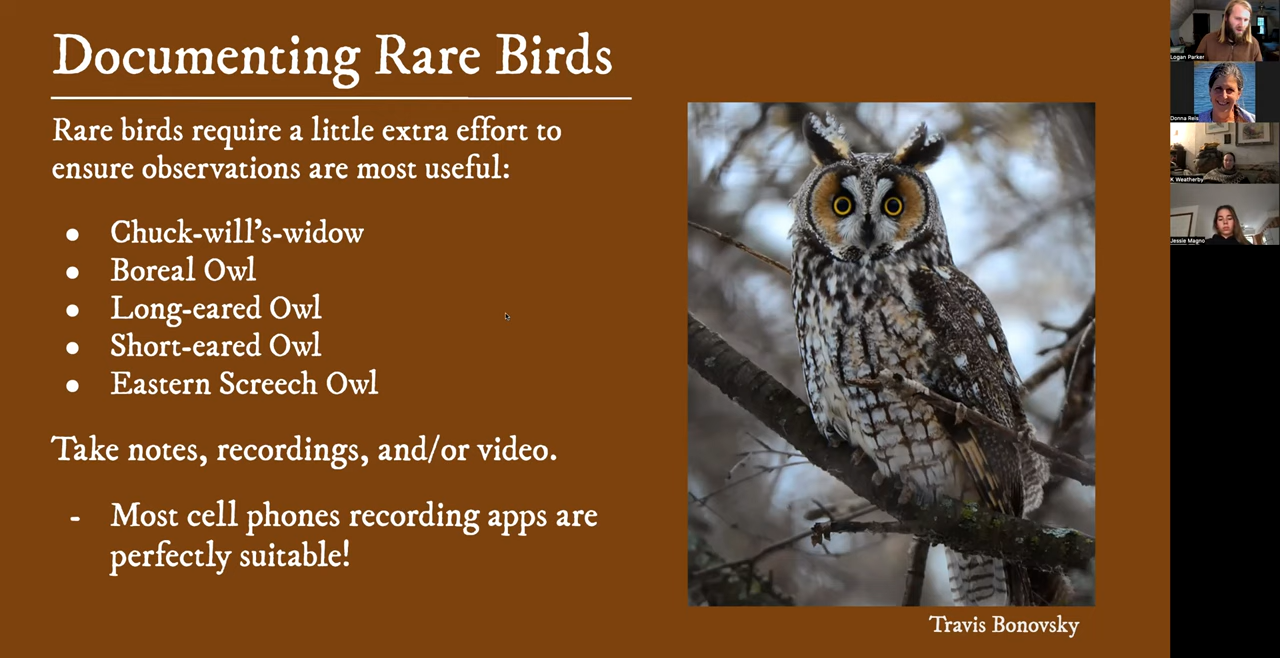 Documenting Rare Birds
Rare birds require a little extra effort to
ensure observations are most useful:
● Chuck-will's-widow
● Boreal Owl
● Long-eared Owl
● Short-eared Owl
● Eastern Screech Owl
Take notes, recordings, and/or video.
- Most cell phones recording apps are
perfectly suitable!
Travis Bonovsky
Logan Parker
Donna Reis
K Weatherby
Jessie Magno